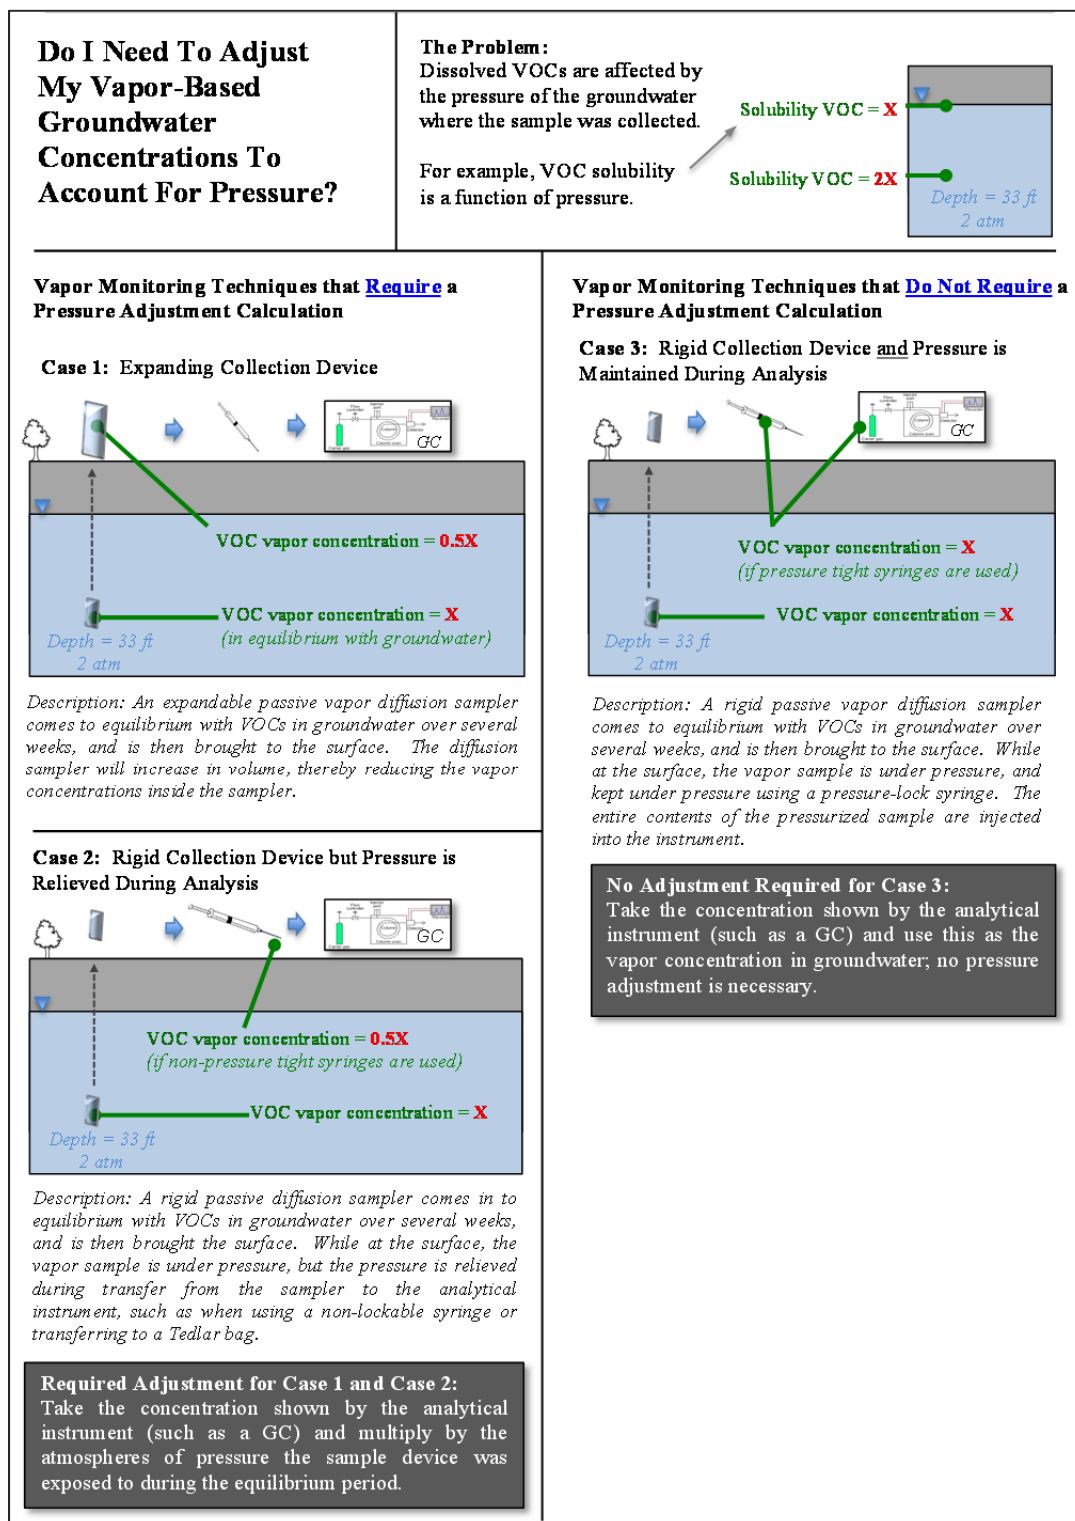 Do I Need To Adjust
My Vapor-Based
Groundwater
Concentrations To
Account For Pressure?
The Problem:
Dissolved VOCs are affected by
the pressure of the groundwater
where the sample was collected.
For example, VOC solubility
is a function of pressure.
Solubility VOC = X
Solubility VOC = 2X
Depth = 33 ft
2 atm
Vapor Monitoring Techniques that Require a
Pressure Adjustment Calculation
Case 1: Expanding Collection Device
GC
VOC vapor concentration = 0.5X
VOC vapor concentration = X
(in equilibrium with groundwater)
Depth = 33 ft
2 atm
Description: An expandable passive vapor diffusion sampler
comes to equilibrium with VOCs in groundwater over several
weeks, and is then brought to the surface. The diffusion
sampler will increase in volume, thereby reducing the vapor
concentrations inside the sampler.
Case 2: Rigid Collection Device but Pressure is
Relieved During Analysis
GC
VOC vapor concentration = 0.5X
(if non-pressure tight syringes are used)
VOC vapor concentration = X
Depth = 33 ft
2 atm
Description: A rigid passive diffusion sampler comes in to
equilibrium with VOCs in groundwater over several weeks,
and is then brought the surface. While at the surface, the
vapor sample is under pressure, but the pressure is relieved
during transfer from the sampler to the analytical
instrument, such as when using a non-lockable syringe or
transferring to a Tedlar bag.
Required Adjustment for Case 1 and Case 2:
Take the concentration shown by the analytical
instrument (such as a GC) and multiply by the
atmospheres of pressure the sample device was
exposed to during the equilibrium period.
Vapor Monitoring Techniques that Do Not Require a
Pressure Adjustment Calculation
Case 3: Rigid Collection Device and Pressure is
Maintained During Analysis
GC
VOC vapor concentration = X
(if pressure tight syringes are used)
VOC vapor concentration = X
Depth = 33 ft
2 atm
Description: A rigid passive vapor diffusion sampler
comes to equilibrium with VOCs in groundwater over
several weeks, and is then brought to the surface. While
at the surface, the vapor sample is under pressure, and
kept under pressure using a pressure-lock syringe. The
entire contents of the pressurized sample are injected
into the instrument.
No Adjustment Required for Case 3:
Take the concentration shown by the analytical
instrument (such as a GC) and use this as the
vapor concentration in groundwater; no pressure
adjustment is necessary.